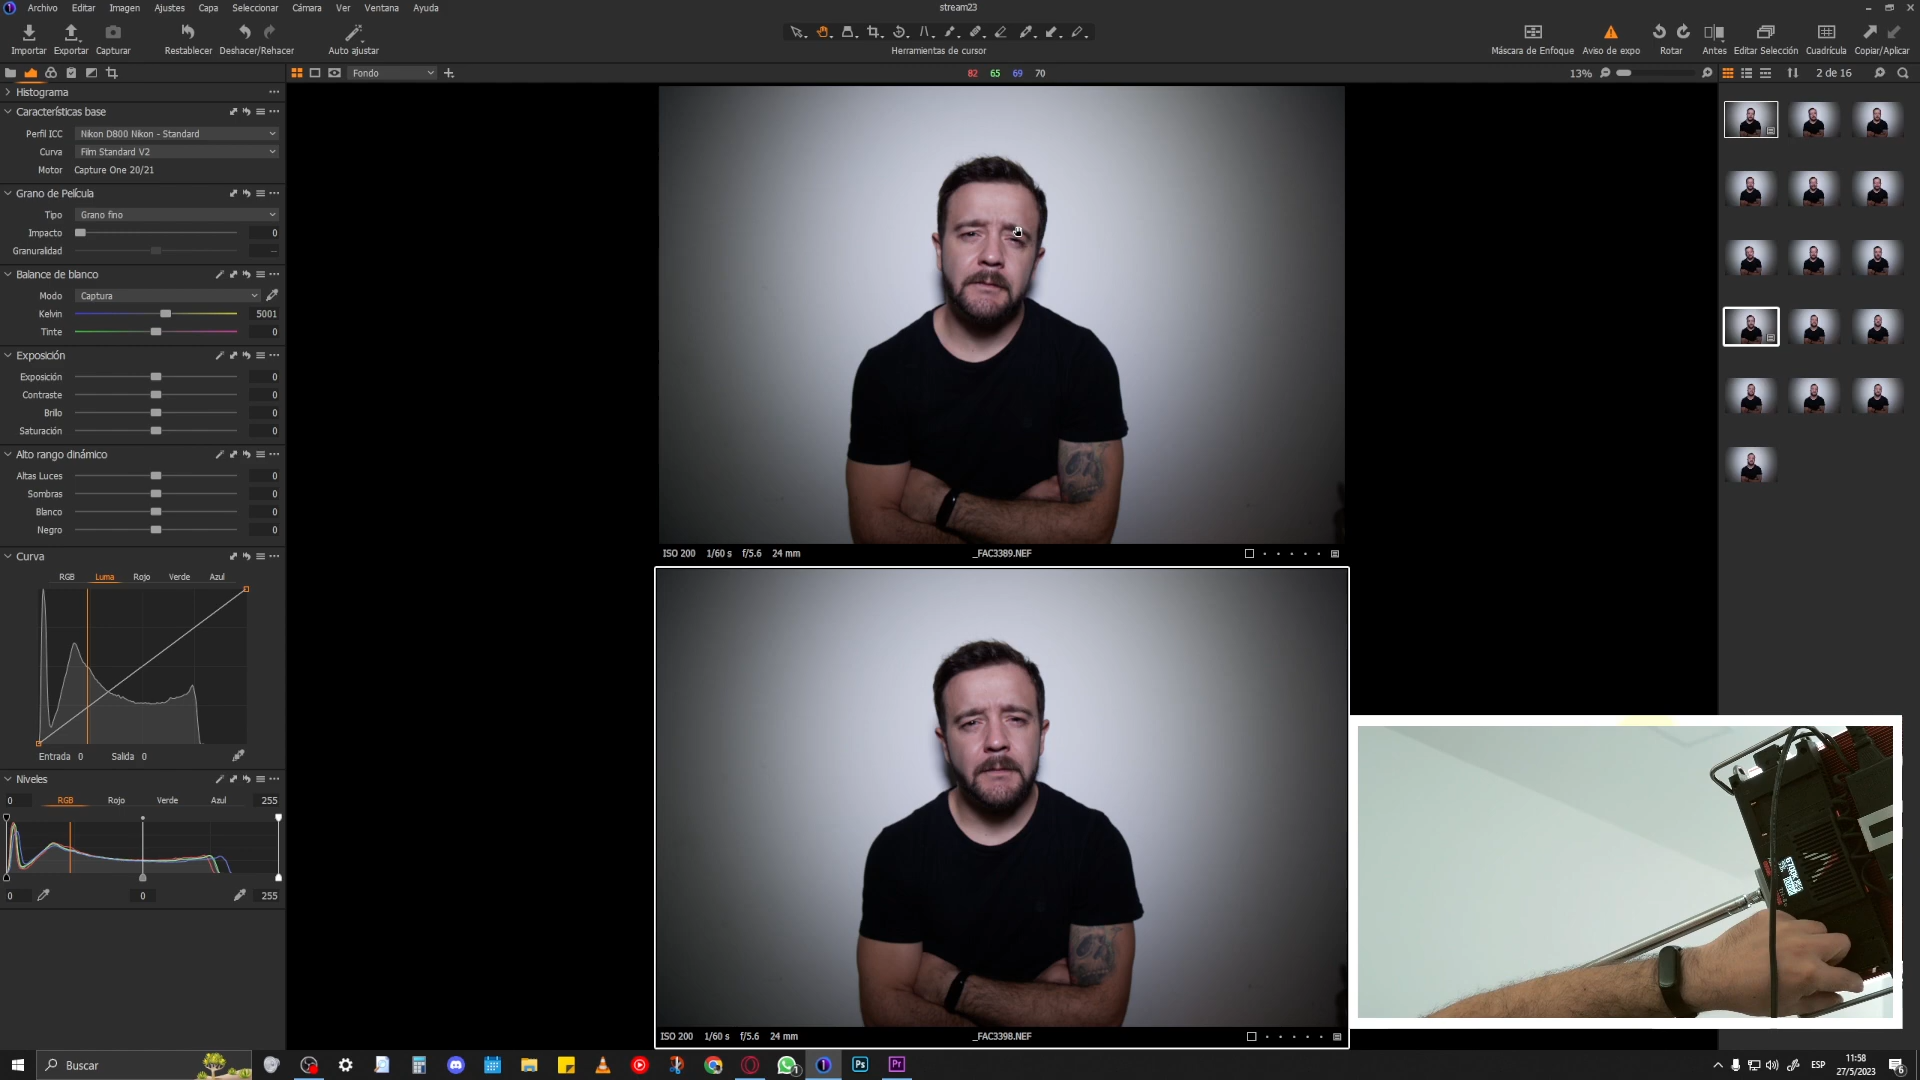 Archivo Editar Imagen Ajustes Capa Seleccionar Cámara Ver Ventana Ayuda
stream23
Importar Exportar Capturar Restablecer Deshacer/Rehacer Auto ajustar
Herramientas de cursor
Máscara de Enfoque Aviso de expo Rotar Antes Editar Selección Cuadrícula Copiar/Aplicar
Fondo
82 65 69 70
13%
2 de 16
Histograma
Características base
Perfil ICC Nikon D800 Nikon - Standard
Curva Film Standard V2
Motor Capture One 20/21
Grano de Película
Tipo Grano fino
Impacto 0
Granuralidad --
Balance de blanco
Modo Captura
Kelvin 5001
Tinte 0
Exposición
Exposición 0
Contraste 0
Brillo 0
Saturación 0
Alto rango dinámico
Altas Luces 0
Sombras 0
Blanco 0
Negro 0
Curva
RGB Luma Rojo Verde Azul
Entrada 0 Salida 0
Niveles
0 RGB Rojo Verde Azul 255
0 0 255
ISO 200 1/60 s f/5.6 24 mm
_FAC3389.NEF
ISO 200 1/60 s f/5.6 24 mm
_FAC3398.NEF
Buscar
Ps
Pr
1
ESP
11:58
27/5/2023
6